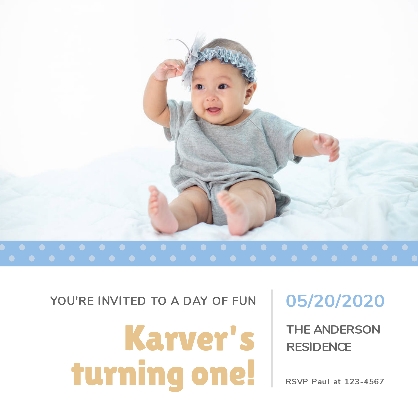 YOU'RE INVITED TO A DAY OF FUN
Karver's
turning one!
05/20/2020
THE ANDERSON
RESIDENCE
RSVP Paul at 123-4567